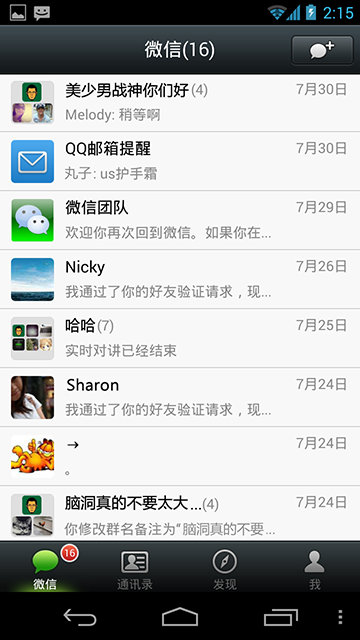 2:15
微信(16)
美少男战神你们好(4) 7月30日
Melody: 稍等啊
QQ邮箱提醒 7月30日
丸子: us护手霜
微信团队 7月29日
欢迎你再次回到微信。如果你在...
Nicky 7月26日
我通过了你的好友验证请求，现...
哈哈(7) 7月25日
实时对讲已经结束
Sharon 7月24日
我通过了你的好友验证请求，现...
→ 7月24日
。
脑洞真的不要太大...(4) 7月24日
你修改群名备注为“脑洞真的不要...
16
微信 通讯录 发现 我